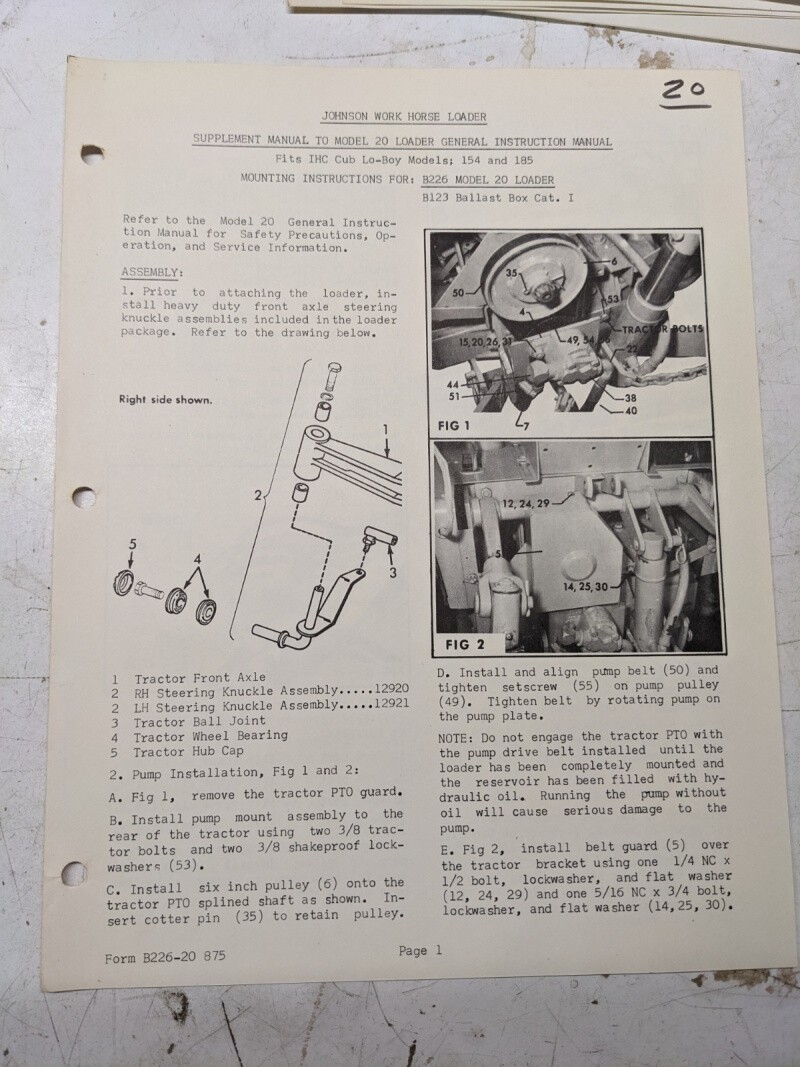 20
JOHNSON WORK HORSE LOADER
SUPPLEMENT MANUAL TO MODEL 20 LOADER GENERAL INSTRUCTION MANUAL
Fits IHC Cub Lo-Boy Models; 154 and 185
MOUNTING INSTRUCTIONS FOR: B226 MODEL 20 LOADER
B123 Ballast Box Cat. I
Refer to the Model 20 General Instruc-
tion Manual for Safety Precautions, Op-
eration, and Service Information.
ASSEMBLY:
1. Prior to attaching the loader, in-
stall heavy duty front axle steering
knuckle assemblies included in the loader
package. Refer to the drawing below.
Right side shown.
1
2
3
5
4
1 Tractor Front Axle
2 RH Steering Knuckle Assembly.....12920
2 LH Steering Knuckle Assembly.....12921
3 Tractor Ball Joint
4 Tractor Wheel Bearing
5 Tractor Hub Cap
2. Pump Installation, Fig 1 and 2:
A. Fig 1, remove the tractor PTO guard.
B. Install pump mount assembly to the
rear of the tractor using two 3/8 trac-
tor bolts and two 3/8 shakeproof lock-
washers (53).
C. Install six inch pulley (6) onto the
tractor PTO splined shaft as shown. In-
sert cotter pin (35) to retain pulley.
6
35
50
53
4
TRACTOR BOLTS
15,20,26,31
49, 54,
22
44
51
38
40
7
FIG 1
12, 24, 29
5
14, 25, 30
FIG 2
D. Install and align pump belt (50) and
tighten setscrew (55) on pump pulley
(49). Tighten belt by rotating pump on
the pump plate.
NOTE: Do not engage the tractor PTO with
the pump drive belt installed until the
loader has been completely mounted and
the reservoir has been filled with hy-
draulic oil. Running the pump without
oil will cause serious damage to the
pump.
E. Fig 2, install belt guard (5) over
the tractor bracket using one 1/4 NC x
1/2 bolt, lockwasher, and flat washer
(12, 24, 29) and one 5/16 NC x 3/4 bolt,
lockwasher, and flat washer (14,25, 30).
Form B226-20 875
Page 1